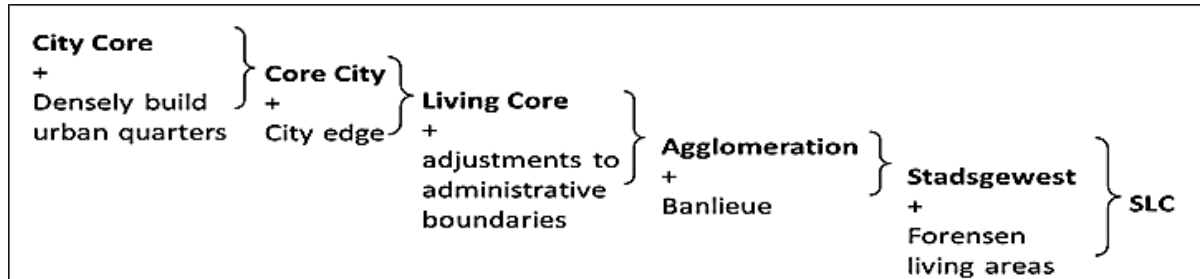 City Core
+
Densely build
urban quarters
Core City
+
City edge
Living Core
+
adjustments to
administrative
boundaries
Agglomeration
+
Banlieue
Stadsgewest
+
Forensen
living areas
SLC